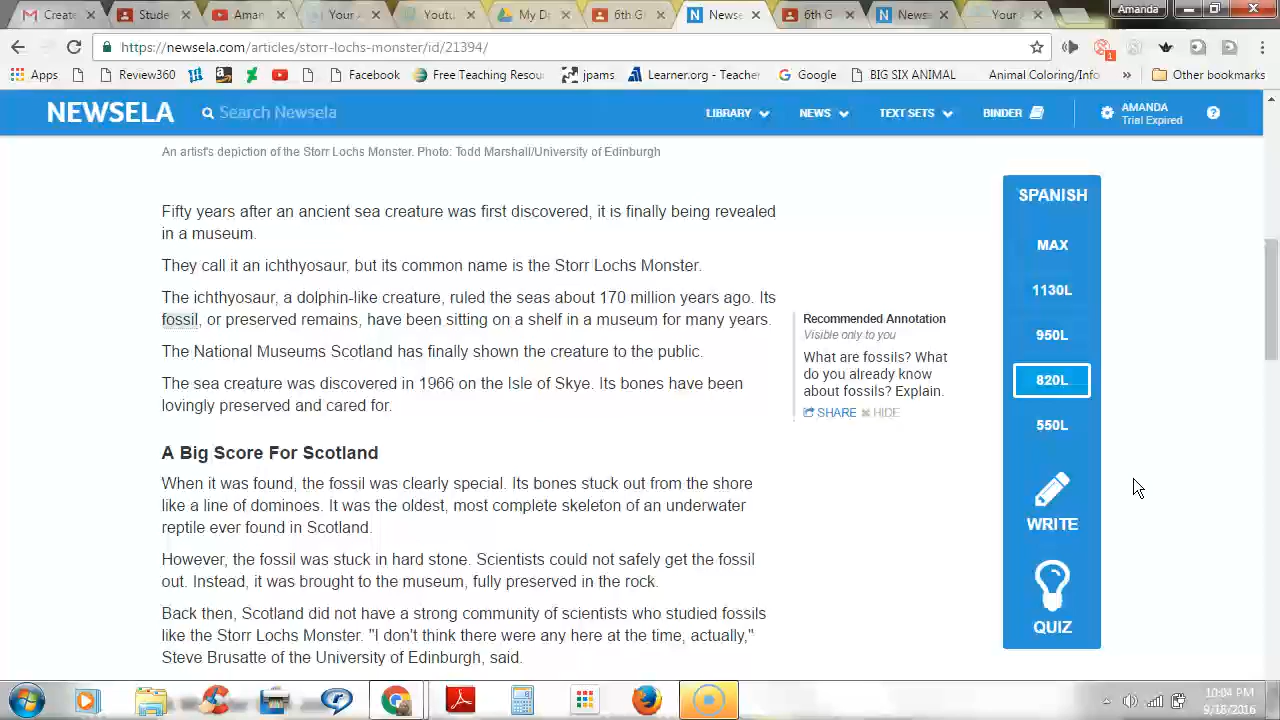 Create
Stude
Aman
Your A
Youtu
My D
6th G
Newse
6th G
Newse
Your
Amanda
https://newsela.com/articles/storr-lochs-monster/id/21394/
1
Apps
Review360
Facebook
Free Teaching Resou
jpams
Learner.org - Teache
Google
BIG SIX ANIMAL
Animal Coloring/Info
»
Other bookmarks
NEWSELA
Search Newsela
LIBRARY
NEWS
TEXT SETS
BINDER
AMANDA
Trial Expired
?
An artist's depiction of the Storr Lochs Monster. Photo: Todd Marshall/University of Edinburgh
Fifty years after an ancient sea creature was first discovered, it is finally being revealed
in a museum.
They call it an ichthyosaur, but its common name is the Storr Lochs Monster.
The ichthyosaur, a dolphin-like creature, ruled the seas about 170 million years ago. Its
fossil, or preserved remains, have been sitting on a shelf in a museum for many years.
The National Museums Scotland has finally shown the creature to the public.
The sea creature was discovered in 1966 on the Isle of Skye. Its bones have been
lovingly preserved and cared for.
A Big Score For Scotland
When it was found, the fossil was clearly special. Its bones stuck out from the shore
like a line of dominoes. It was the oldest, most complete skeleton of an underwater
reptile ever found in Scotland.
However, the fossil was stuck in hard stone. Scientists could not safely get the fossil
out. Instead, it was brought to the museum, fully preserved in the rock.
Back then, Scotland did not have a strong community of scientists who studied fossils
like the Storr Lochs Monster. "I don't think there were any here at the time, actually,"
Steve Brusatte of the University of Edinburgh, said.
Recommended Annotation
Visible only to you
What are fossils? What
do you already know
about fossils? Explain.
SHARE HIDE
SPANISH
MAX
1130L
950L
820L
550L
WRITE
QUIZ
10:04 PM